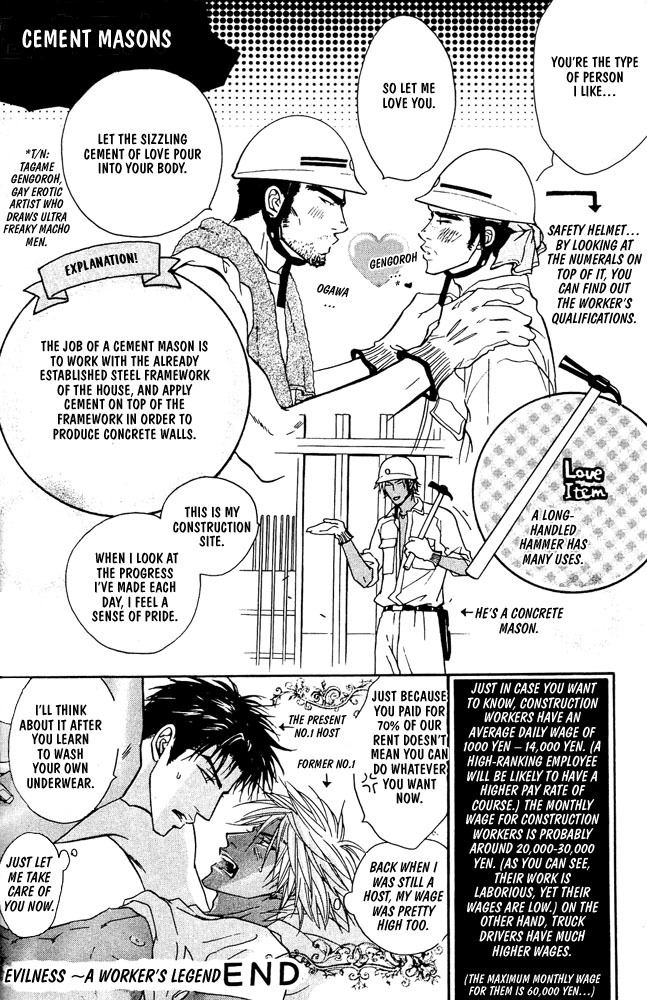 CEMENT MASONS
YOU'RE THE TYPE
OF PERSON
I LIKE...
SO LET ME
LOVE YOU.
LET THE SIZZLING
CEMENT OF LOVE POUR
INTO YOUR BODY.
*T/N:
TAGAME
GENGOROH,
GAY EROTIC
ARTIST WHO
DRAWS ULTRA
FREAKY MACHO
MEN.
GENGOROH
...*
OGAWA
...
SAFETY HELMET...
BY LOOKING AT
THE NUMERALS ON
TOP OF IT, YOU
CAN FIND OUT
THE WORKER'S
QUALIFICATIONS.
EXPLANATION!
THE JOB OF A CEMENT MASON IS
TO WORK WITH THE ALREADY
ESTABLISHED STEEL FRAMEWORK
OF THE HOUSE, AND APPLY
CEMENT ON TOP OF THE
FRAMEWORK IN ORDER TO
PRODUCE CONCRETE WALLS.
Love
Item
A LONG-
HANDLED
HAMMER HAS
MANY USES.
THIS IS MY
CONSTRUCTION
SITE.
WHEN I LOOK AT
THE PROGRESS
I'VE MADE EACH
DAY, I FEEL A
SENSE OF PRIDE.
←HE'S A CONCRETE
MASON.
JUST BECAUSE
YOU PAID FOR
70% OF OUR
RENT DOESN'T
MEAN YOU CAN
DO WHATEVER
YOU WANT
NOW.
←THE PRESENT
NO.1 HOST
FORMER NO.1
↓
I'LL THINK
ABOUT IT AFTER
YOU LEARN
TO WASH
YOUR OWN
UNDERWEAR.
BACK WHEN I
WAS STILL A
HOST, MY WAGE
WAS PRETTY
HIGH TOO.
JUST LET
ME TAKE
CARE OF
YOU NOW.
EVILNESS ~A WORKER'S LEGEND END
JUST IN CASE YOU WANT
TO KNOW, CONSTRUCTION
WORKERS HAVE AN
AVERAGE DAILY WAGE OF
1000 YEN – 14,000 YEN. (A
HIGH-RANKING EMPLOYEE
WILL BE LIKELY TO HAVE A
HIGHER PAY RATE OF
COURSE.) THE MONTHLY
WAGE FOR CONSTRUCTION
WORKERS IS PROBABLY
AROUND 20,000-30,000
YEN. (AS YOU CAN SEE,
THEIR WORK IS
LABORIOUS, YET THEIR
WAGES ARE LOW.) ON THE
OTHER HAND, TRUCK
DRIVERS HAVE MUCH
HIGHER WAGES.
(THE MAXIMUM MONTHLY WAGE
FOR THEM IS 60,000 YEN...)